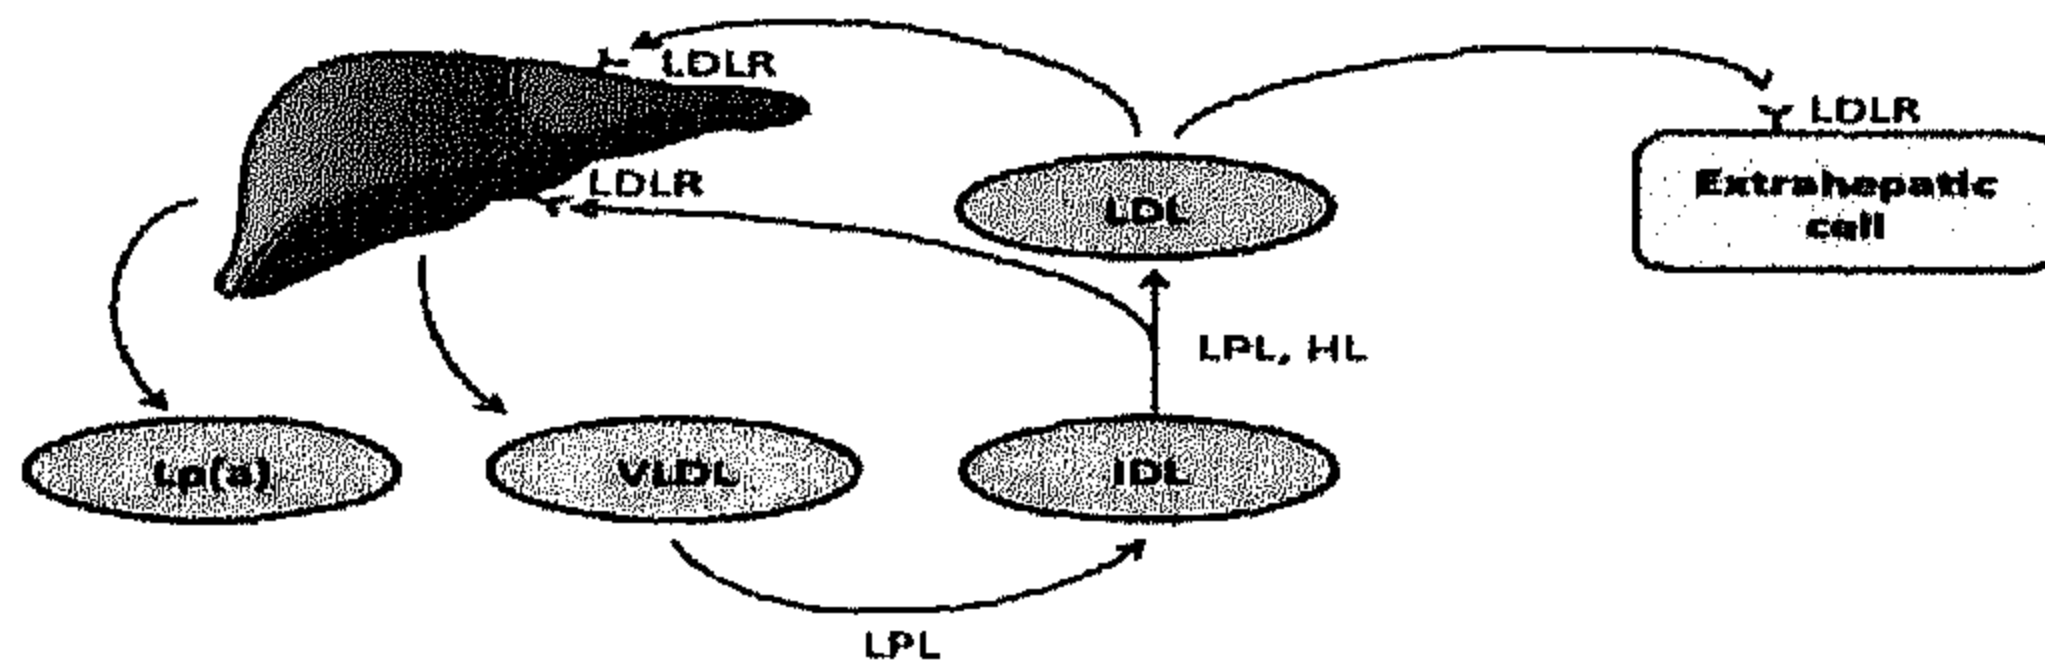 LDLR
LDLR
Extrahepatic
cell
LDLR
LDL
LPL, HL
Lp(a)
VLDL
IDL
LPL